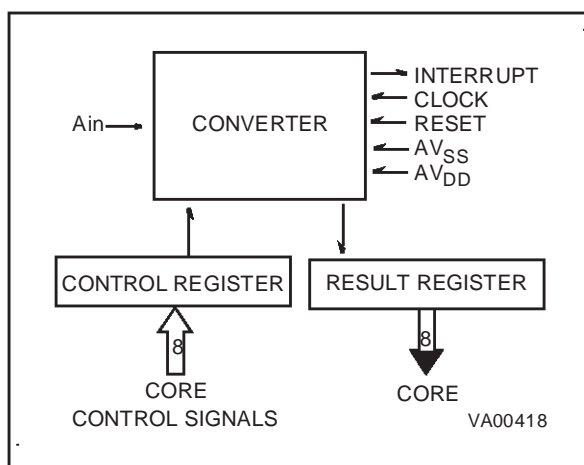 INTERRUPT
CLOCK
Ain
CONVERTER
RESET
AVSS
AVDD
CONTROL REGISTER
RESULT REGISTER
8
8
CORE
CONTROL SIGNALS
CORE
VA00418